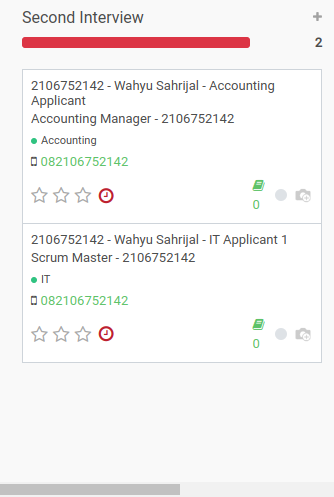 Second Interview
2
2106752142 - Wahyu Sahrijal - Accounting
Applicant
Accounting Manager - 2106752142
Accounting
082106752142
0
2106752142 - Wahyu Sahrijal - IT Applicant 1
Scrum Master - 2106752142
IT
082106752142
0